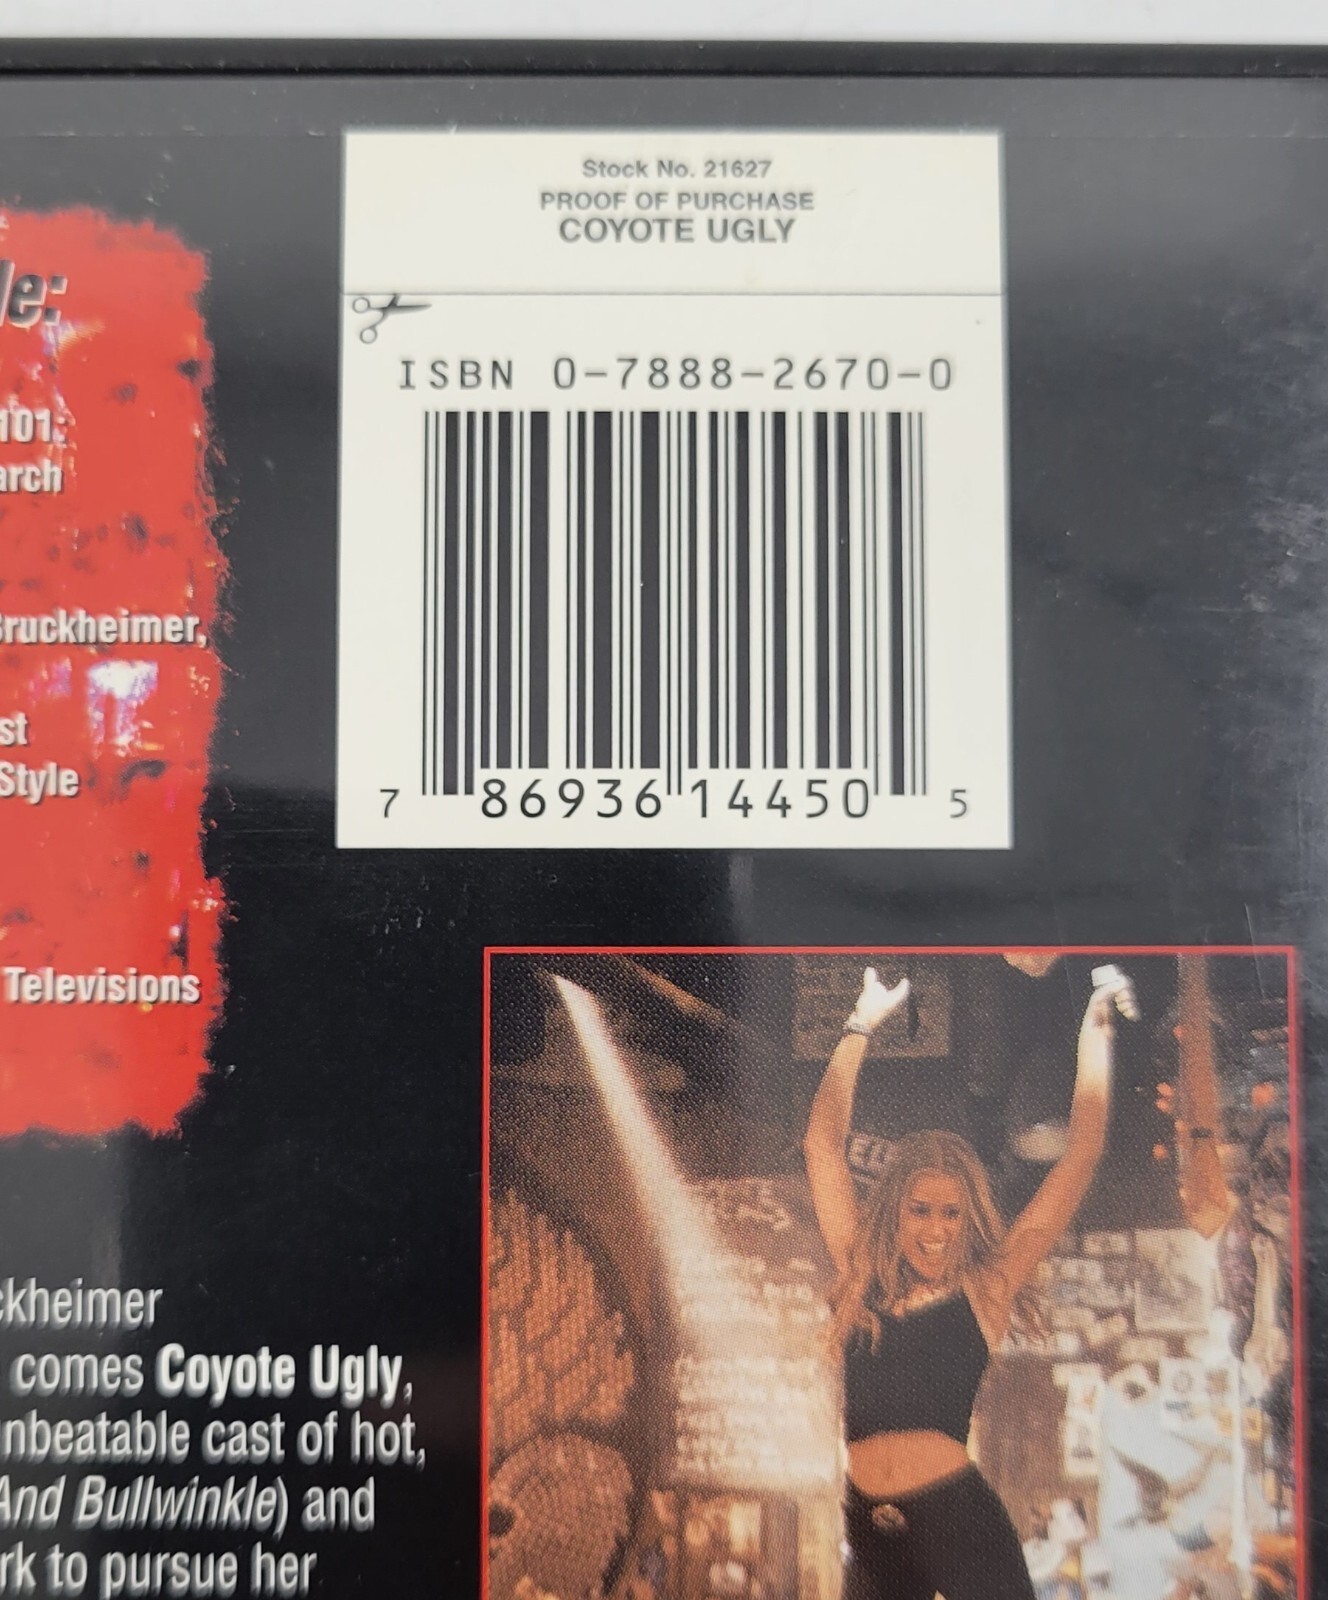 Stock No. 21627
PROOF OF PURCHASE
COYOTE UGLY
ISBN 0-7888-2670-0
7 86936 14450 5
le:
101:
arch
Bruckheimer,
st
Style
Televisions
ckheimer
comes Coyote Ugly,
nbeatable cast of hot,
And Bullwinkle) and
rk to pursue her